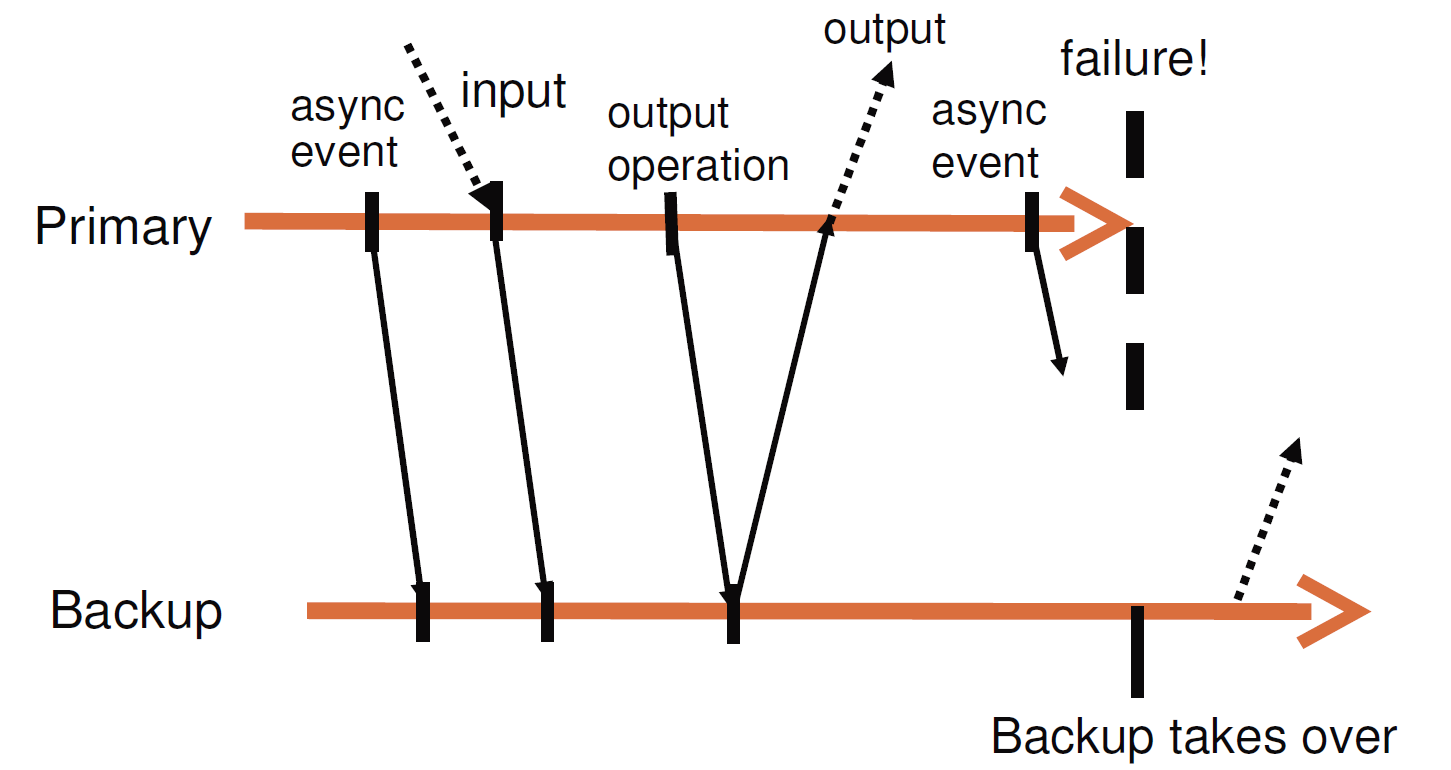 output
failure!
input
async
event
output
operation
async
event
Primary
Backup
Backup takes over